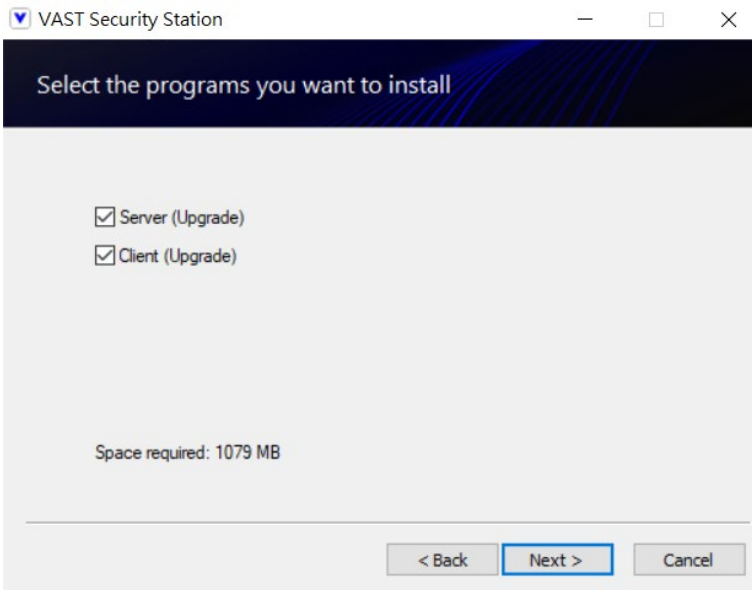 VAST Security Station
Select the programs you want to install
Server (Upgrade)
Client (Upgrade)
Space required: 1079 MB
< Back Next > Cancel